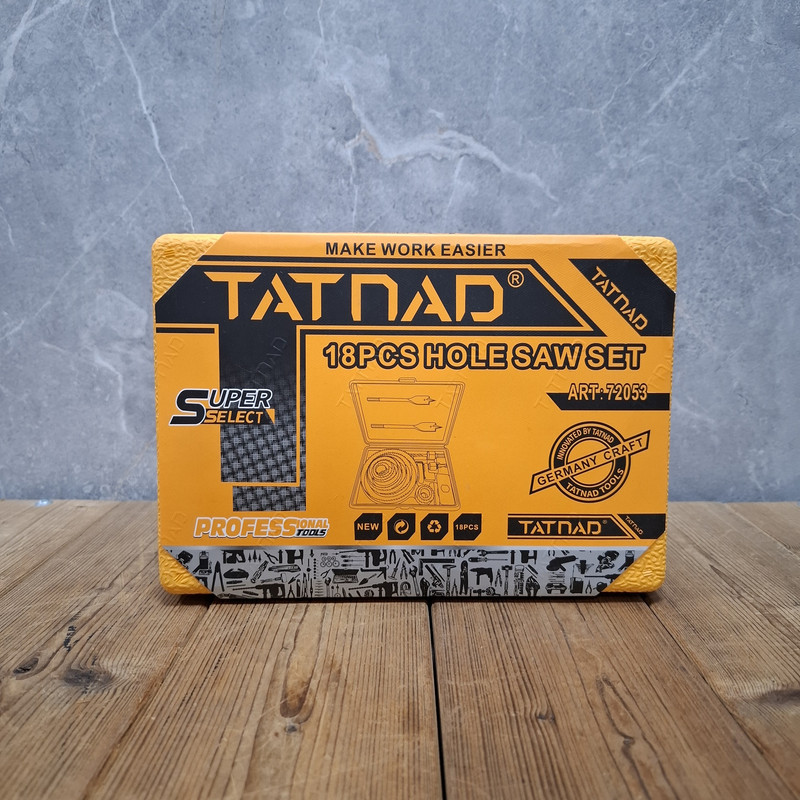 MAKE WORK EASIER
TATNAD®
TATNAD
18PCS HOLE SAW SET
ART: 72053
SUPER
SELECT
INNOVATED BY TATNAD
GERMANY CRAFT
TATNAD TOOLS
PROFESSIONAL
TOOLS
NEW
18PCS
TATNAD®
TATNAD